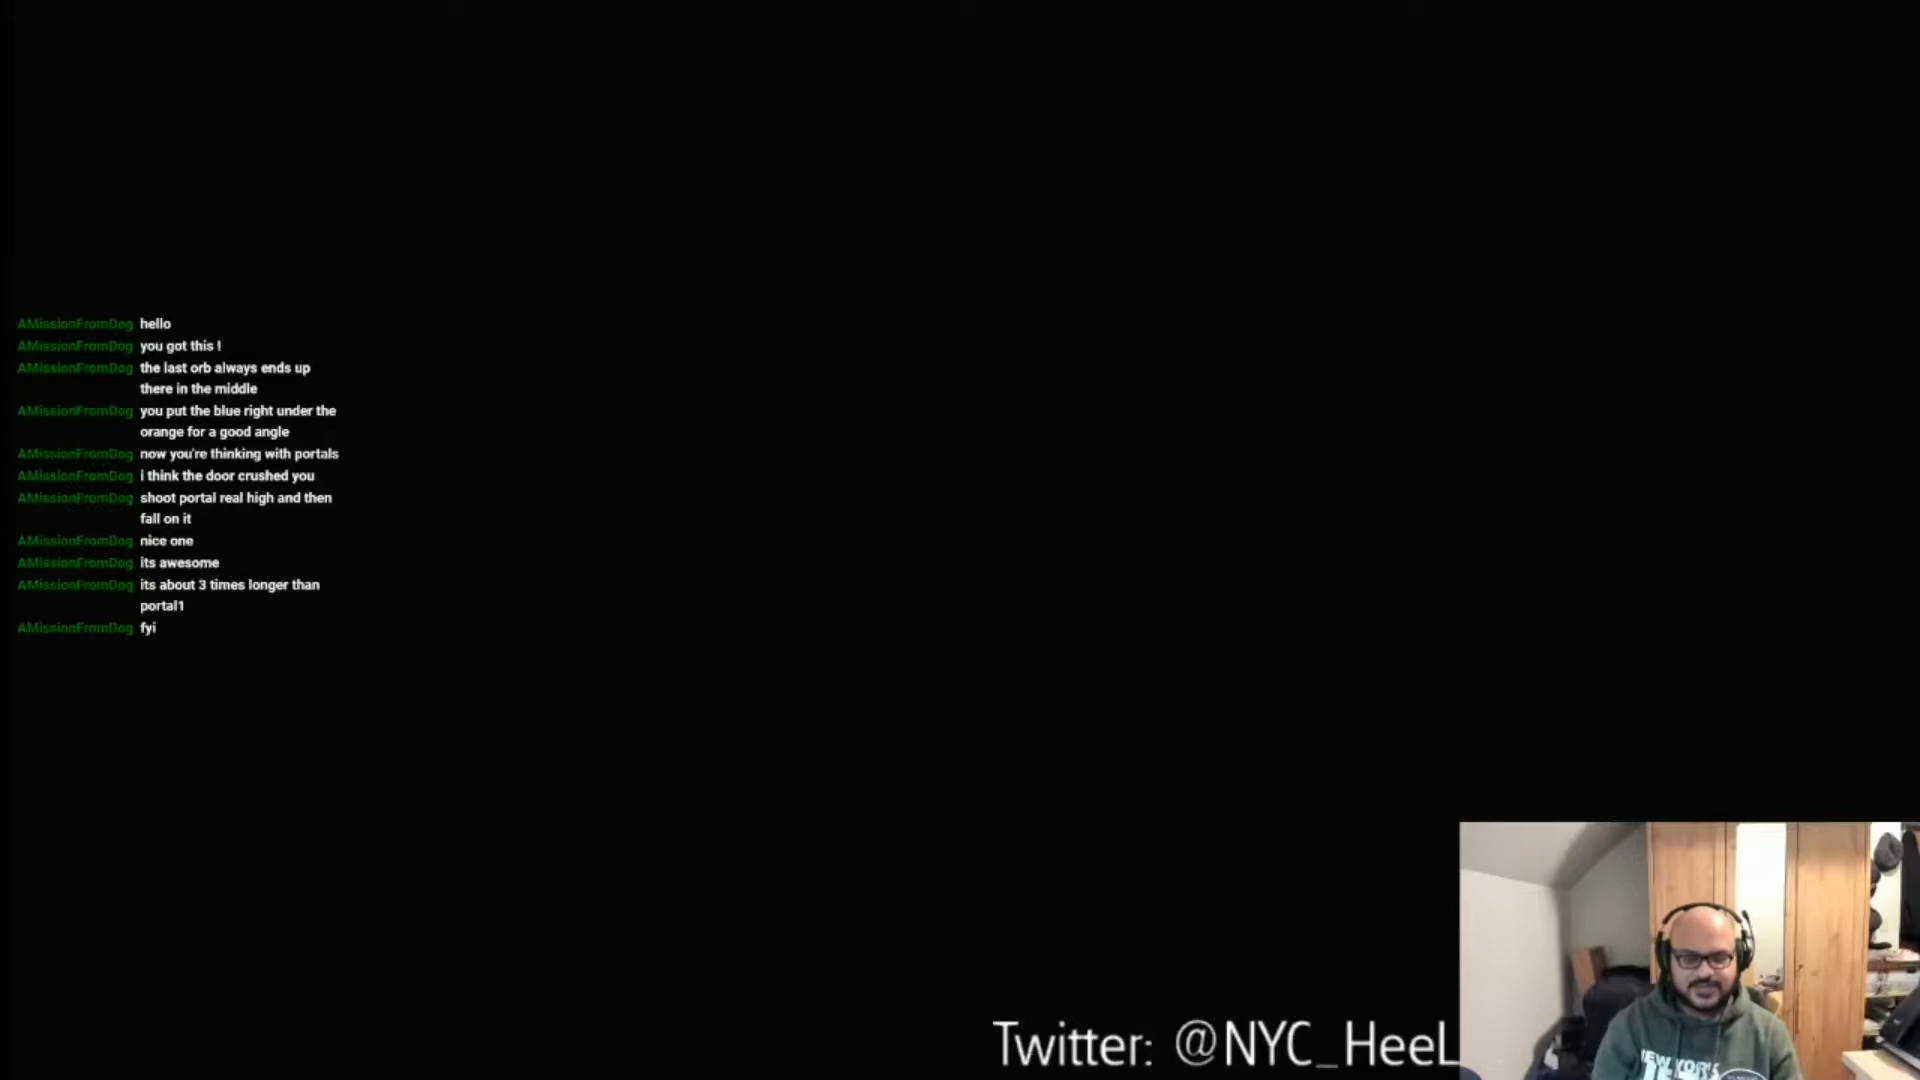 AMissionFromDog hello
AMissionFromDog you got this !
AMissionFromDog the last orb always ends up
there in the middle
AMissionFromDog you put the blue right under the
orange for a good angle
AMissionFromDog now you're thinking with portals
AMissionFromDog i think the door crushed you
AMissionFromDog shoot portal real high and then
fall on it
AMissionFromDog nice one
AMissionFromDog its awesome
AMissionFromDog its about 3 times longer than
portal1
AMissionFromDog fyi
Twitter: @NYC_HeeL
NEW YORK